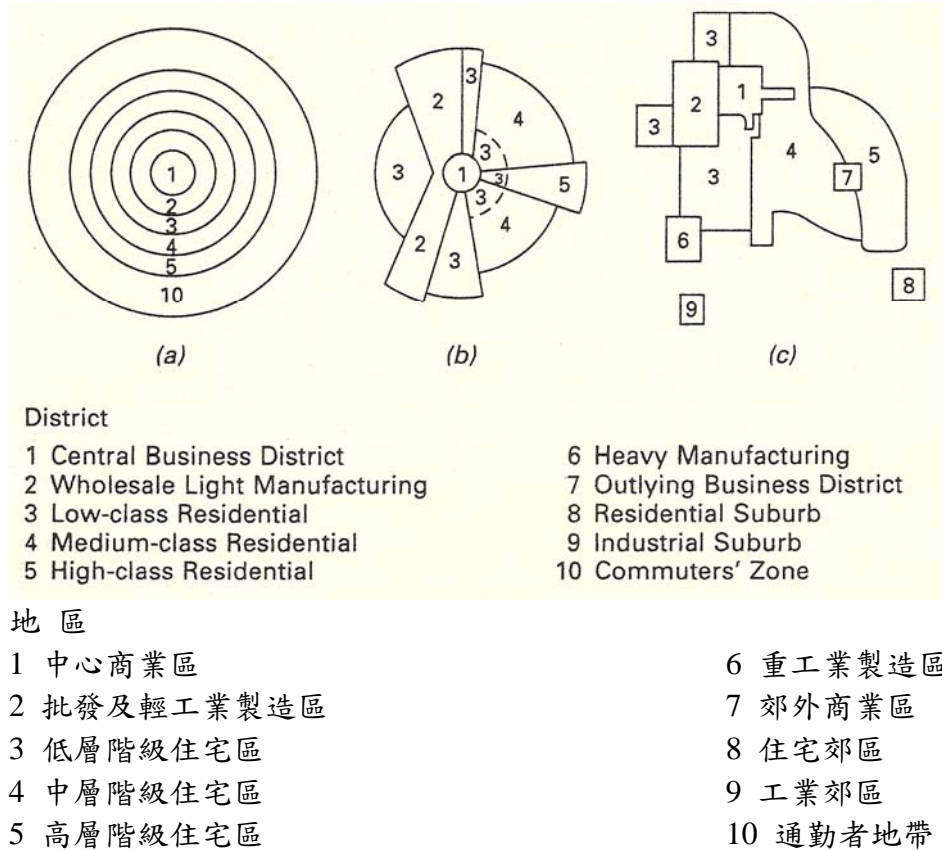 1
2
3
4
5
10
(a)
2
3
4
3
1
3
3
3
5
4
2
3
(b)
3
2
1
3
4
5
3
7
6
8
9
(c)
District
1 Central Business District
2 Wholesale Light Manufacturing
3 Low-class Residential
4 Medium-class Residential
5 High-class Residential
6 Heavy Manufacturing
7 Outlying Business District
8 Residential Suburb
9 Industrial Suburb
10 Commuters' Zone
地 區
1 中心商業區
2 批發及輕工業製造區
3 低層階級住宅區
4 中層階級住宅區
5 高層階級住宅區
6 重工業製造區
7 郊外商業區
8 住宅郊區
9 工業郊區
10 通勤者地帶